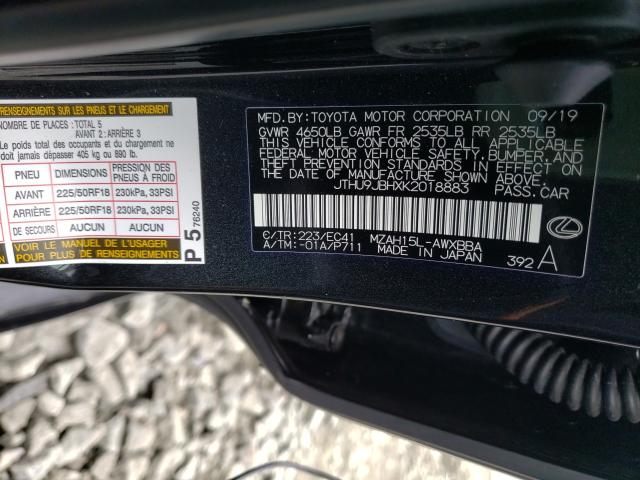 RENSEIGNEMENTS SUR LES PNEUS ET LE CHARGEMENT
NOMBRE DE PLACES : TOTAL 5
AVANT 2 : ARRIÈRE 3
Le poids total des occupants et du chargement ne
doit jamais dépasser 405 kg ou 890 lb.
PNEU DIMENSIONS PRESSION DES PNEUS À FROID
AVANT 225/50RF18 230kPa, 33PSI
ARRIÈRE 225/50RF18 230kPa, 33PSI
DE SECOURS AUCUN AUCUN
VOIR LE MANUEL DE L'USAGER
POUR PLUS DE RENSEIGNEMENTS
P 5 76240
MFD.BY:TOYOTA MOTOR CORPORATION 09/19
GVWR 4650LB GAWR FR 2535LB RR 2535LB
THIS VEHICLE CONFORMS TO ALL APPLICABLE
FEDERAL MOTOR VEHICLE SAFETY, BUMPER, AND
THEFT PREVENTION STANDARDS IN EFFECT ON
THE DATE OF MANUFACTURE SHOWN ABOVE.
JTHU9JBHXK2018883 PASS.CAR
C/TR:223/EC41 MZAH15L-AWXBBA
A/TM:-01A/P711 MADE IN JAPAN
392A